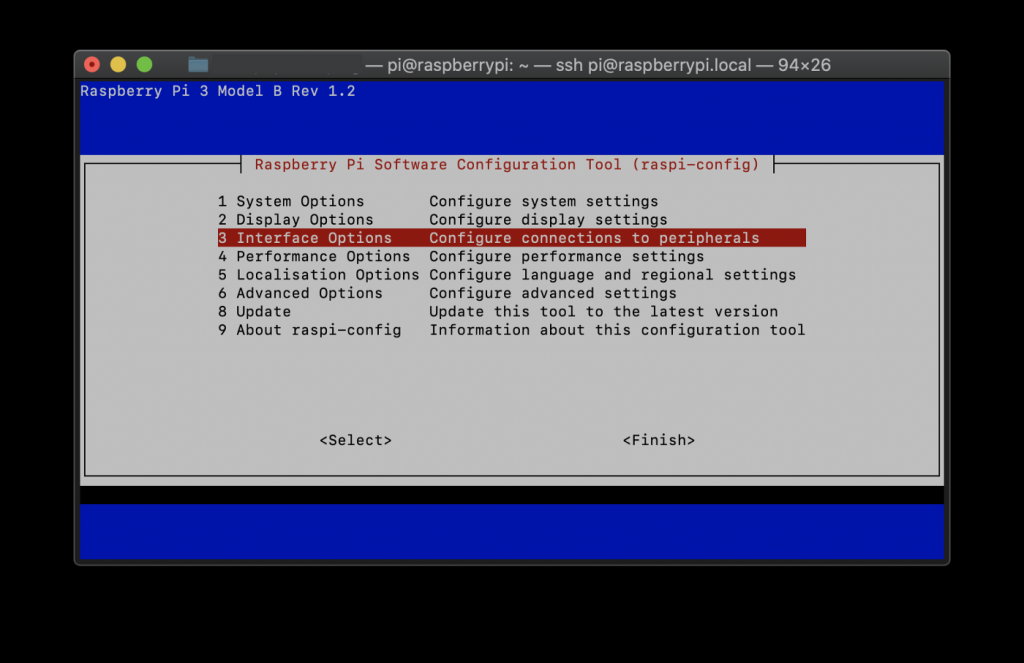 — pi@raspberrypi: ~ — ssh pi@raspberrypi.local — 94×26
Raspberry Pi 3 Model B Rev 1.2
Raspberry Pi Software Configuration Tool (raspi-config)
1 System Options Configure system settings
2 Display Options Configure display settings
3 Interface Options Configure connections to peripherals
4 Performance Options Configure performance settings
5 Localisation Options Configure language and regional settings
6 Advanced Options Configure advanced settings
8 Update Update this tool to the latest version
9 About raspi-config Information about this configuration tool
<Select> <Finish>